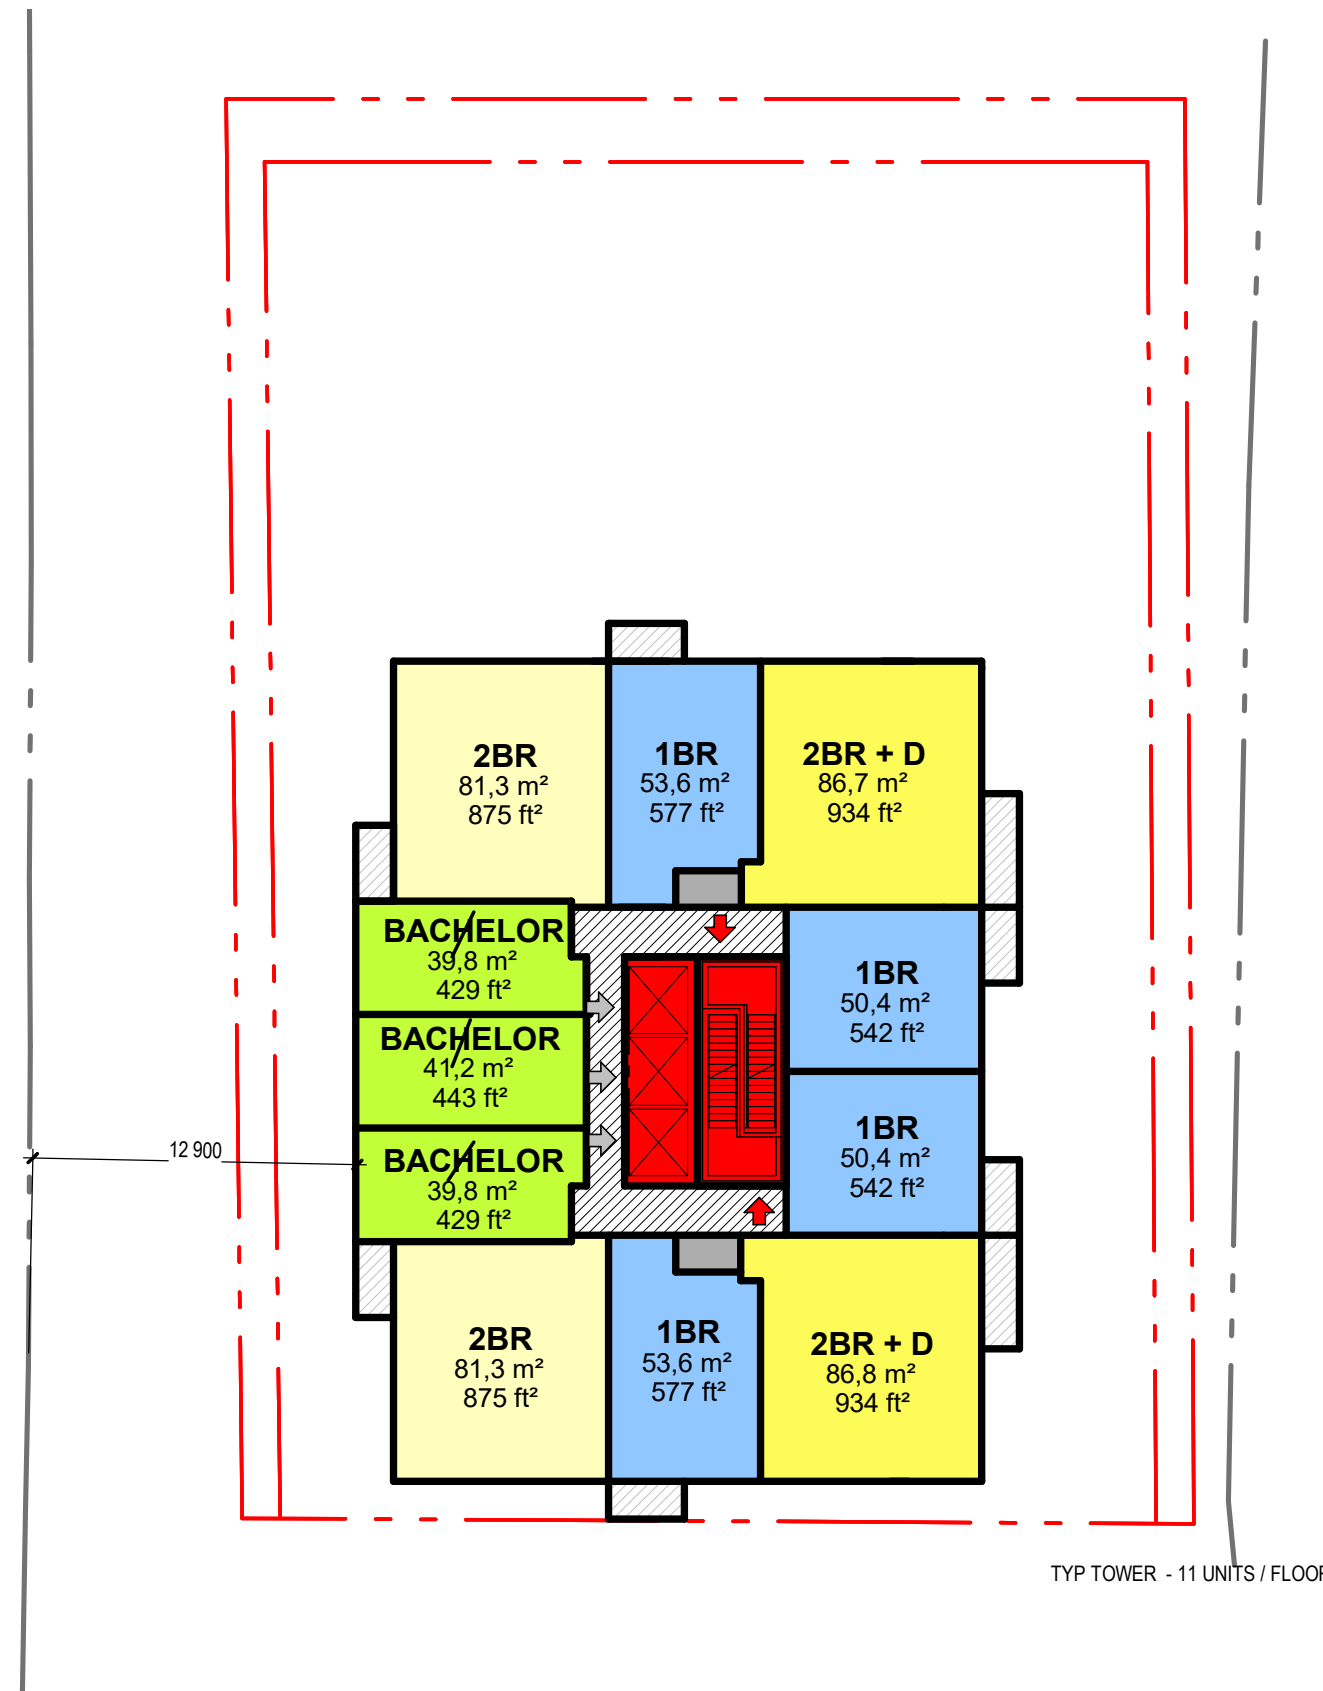 2BR
81,3 m²
875 ft²
1BR
53,6 m²
577 ft²
2BR + D
86,7 m²
934 ft²
BACHELOR
39,8 m²
429 ft²
1BR
50,4 m²
542 ft²
BACHELOR
41,2 m²
443 ft²
1BR
50,4 m²
542 ft²
12 900
BACHELOR
39,8 m²
429 ft²
2BR
81,3 m²
875 ft²
1BR
53,6 m²
577 ft²
2BR + D
86,8 m²
934 ft²
TYP TOWER - 11 UNITS / FLOOR